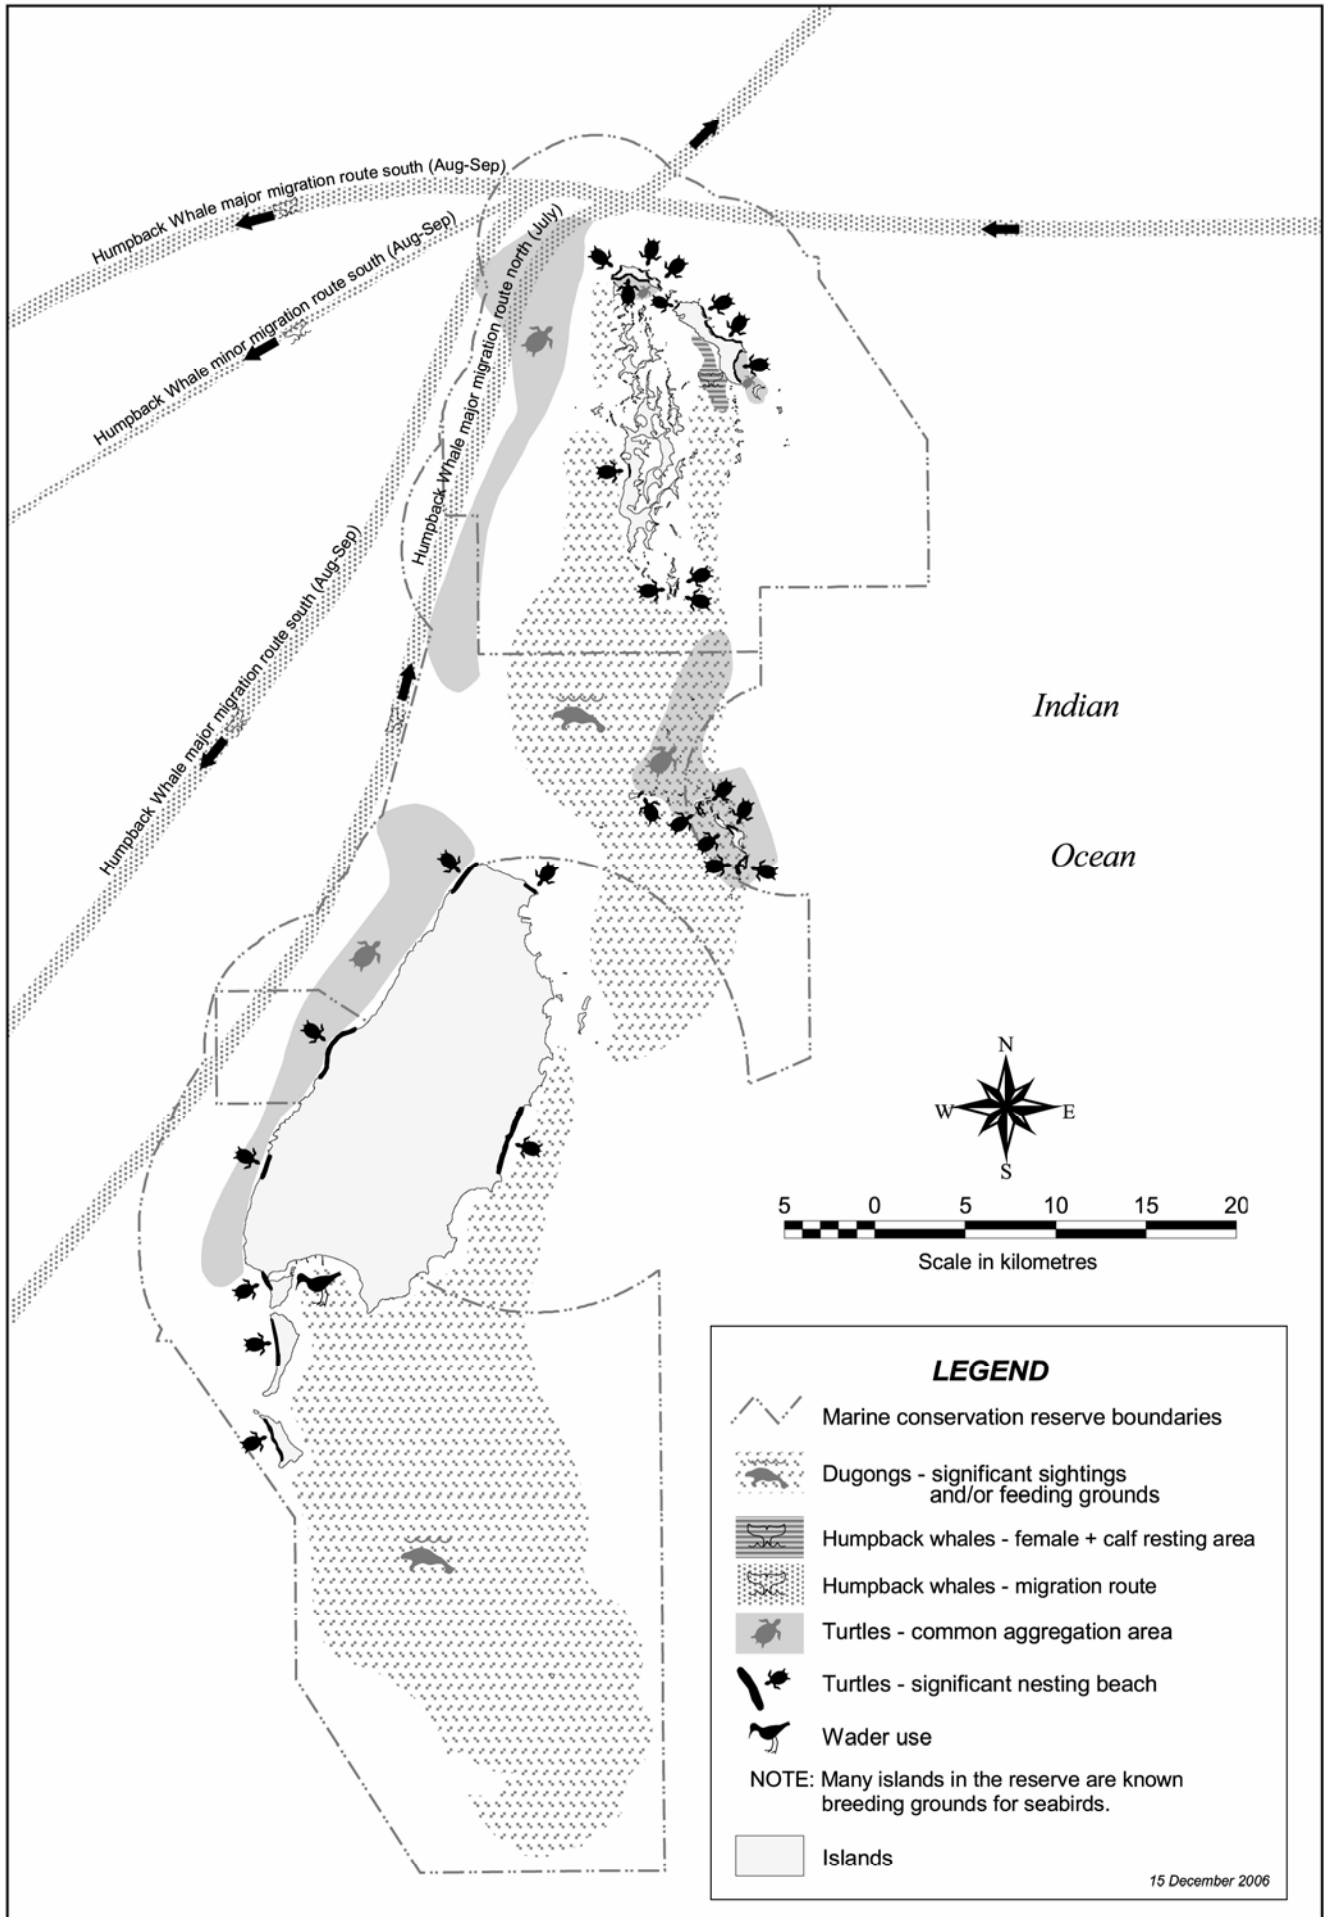 Humpback Whale major migration route south (Aug-Sep)
Humpback Whale minor migration route south (Aug-Sep)
Humpback Whale major migration route north (July)
Humpback Whale major migration route south (Aug-Sep)
Indian
Ocean
N
W E
S
5 0 5 10 15 20
Scale in kilometres
LEGEND
Marine conservation reserve boundaries
Dugongs - significant sightings
and/or feeding grounds
Humpback whales - female + calf resting area
Humpback whales - migration route
Turtles - common aggregation area
Turtles - significant nesting beach
Wader use
NOTE: Many islands in the reserve are known
breeding grounds for seabirds.
Islands
15 December 2006